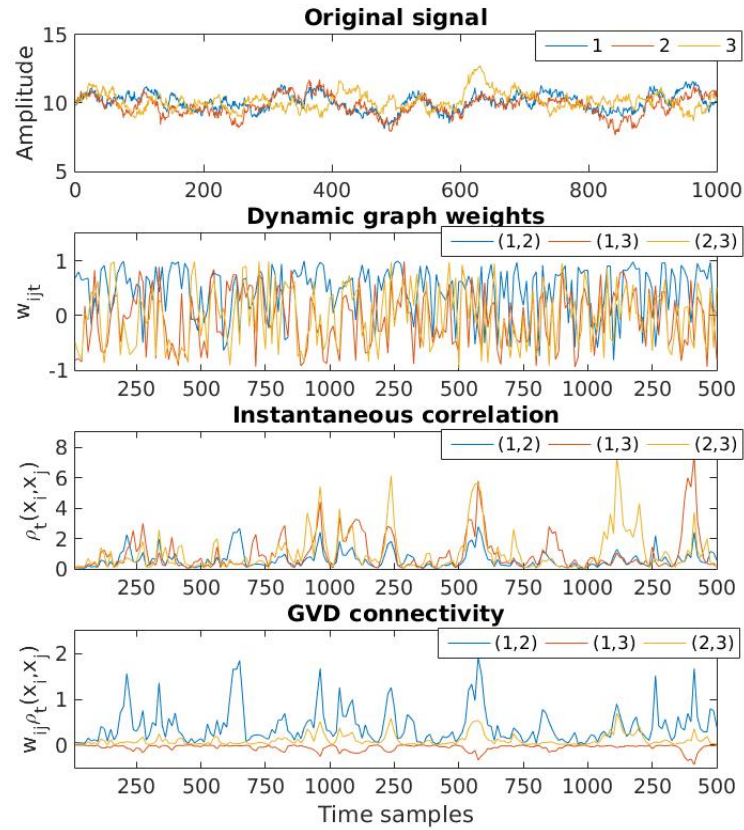 Original signal
15
10
5
Amplitude
1 2 3
0 200 400 600 800 1000
Dynamic graph weights
1
0
-1
w_ijt
(1,2) (1,3) (2,3)
250 500 750 1000 250 500 750 1000 250 500
Instantaneous correlation
8
6
4
2
0
ρ_t(x_i,x_j)
(1,2) (1,3) (2,3)
250 500 750 1000 250 500 750 1000 250 500
GVD connectivity
2
1
0
w_ijρ_t(x_i,x_j)
(1,2) (1,3) (2,3)
250 500 750 1000 250 500 750 1000 250 500
Time samples